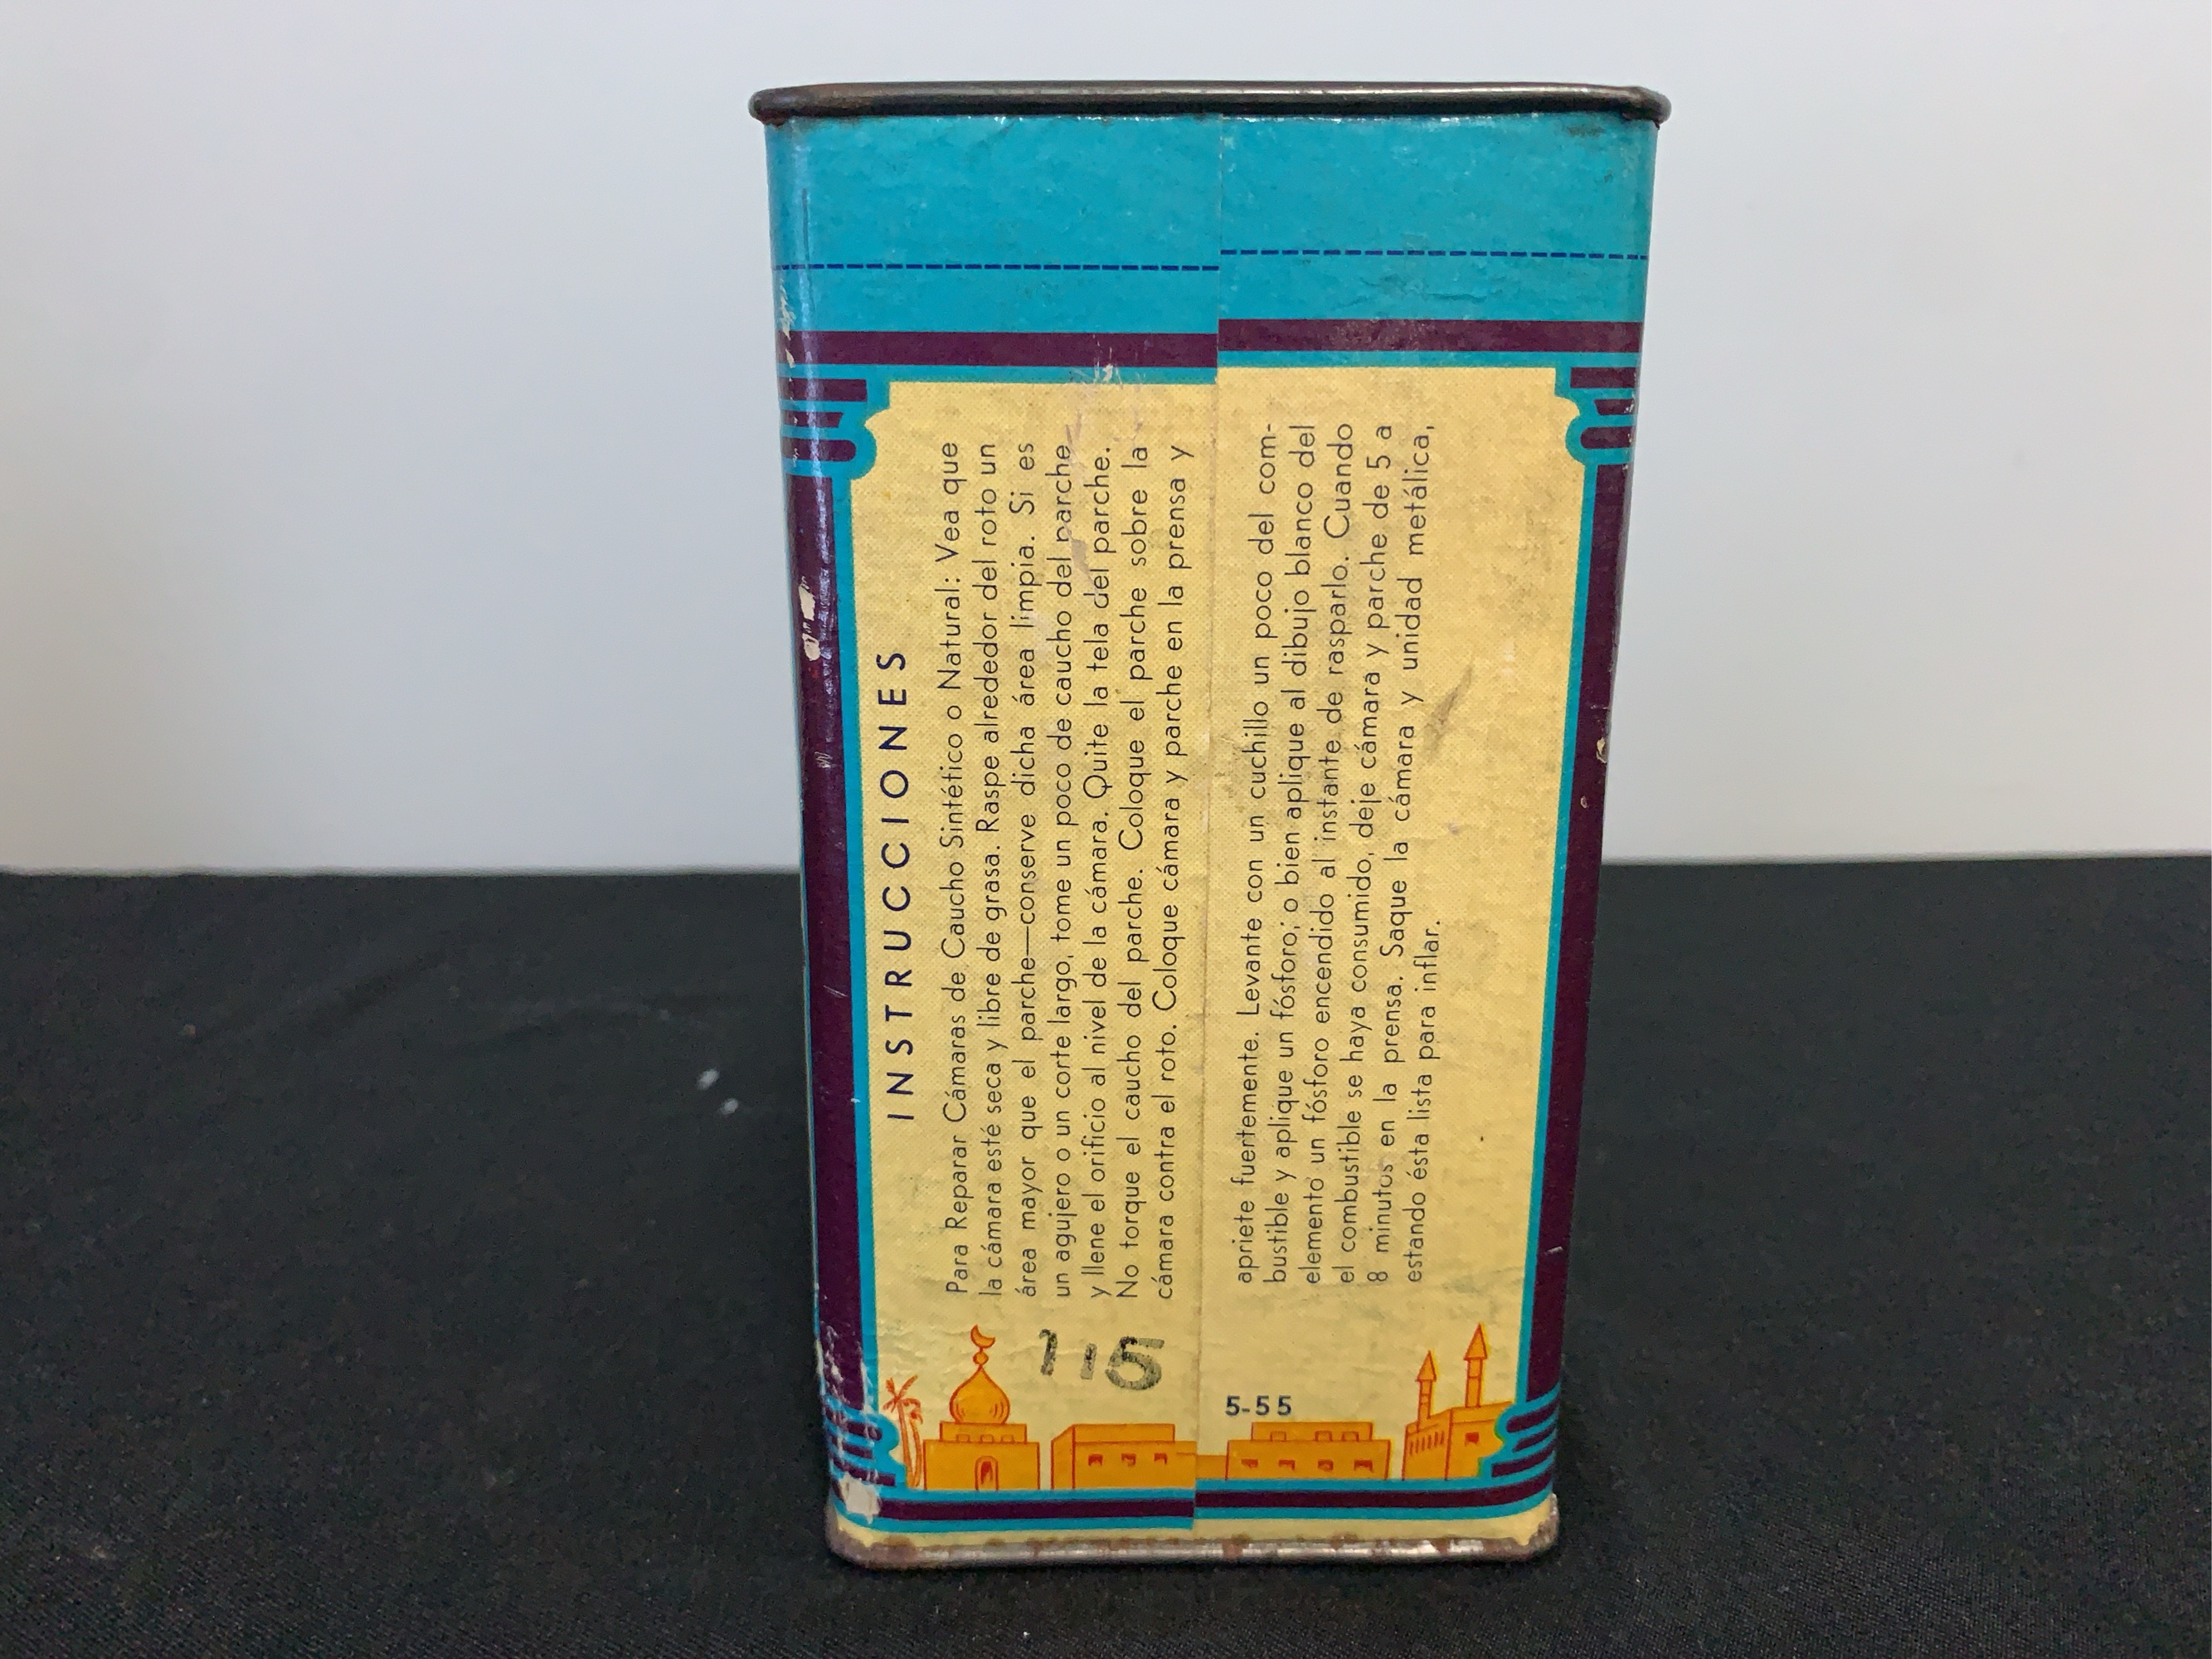 INSTRUCCIONES
Para Reparar Cámaras de Caucho Sintético o Natural: Vea que
la cámara esté seca y libre de grasa. Raspe alrededor del roto un
área mayor que el parche—conserve dicha área limpia. Si es
un agujero o un corte largo, tome un poco de caucho del parche
y llene el orificio al nivel de la cámara. Quite la tela del parche.
No torque el caucho del parche. Coloque el parche sobre la
cámara contra el roto. Coloque cámara y parche en la prensa y
apriete fuertemente. Levante con un cuchillo un poco del com-
bustible y aplique un fósforo; o bien aplique al dibujo blanco del
elemento un fósforo encendido al instante de rasparlo. Cuando
el combustible se haya consumido, deje cámara y parche de 5 a
8 minutos en la prensa. Saque la cámara y unidad metálica,
estando ésta lista para inflar.
115
5-55